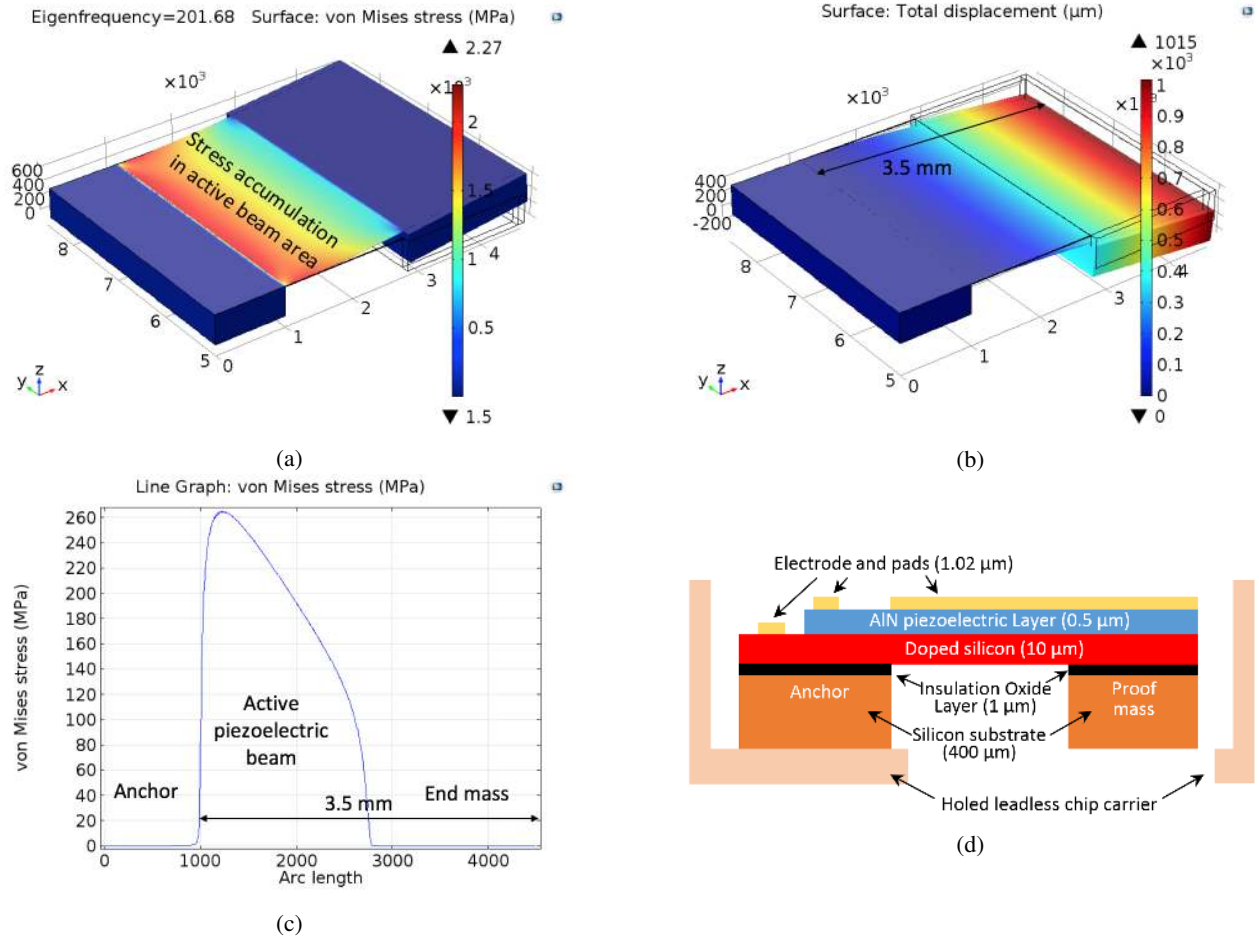 Eigenfrequency=201.68 Surface: von Mises stress (MPa)
▲ 2.27
×10³
×10³
2
1.5
1
0.5
▼ 1.5
600
400
200
0
8
7
6
5
0
1
2
3
4
Stress accumulation
in active beam area
y z x
(a)
Surface: Total displacement (µm)
▲ 1015
×10³
×10³
1
0.9
0.8
0.7
0.6
0.5
0.4
0.3
0.2
0.1
0
▼ 0
400
200
0
-200
8
7
6
5
0
1
2
3
4
3.5 mm
y z x
(b)
Line Graph: von Mises stress (MPa)
von Mises stress (MPa)
260
240
220
200
180
160
140
120
100
80
60
40
20
0
0 1000 2000 3000 4000
Arc length
Active
piezoelectric
beam
Anchor
3.5 mm
End mass
(c)
Electrode and pads (1.02 µm)
AlN piezoelectric Layer (0.5 µm)
Doped silicon (10 µm)
Anchor
Insulation Oxide
Layer (1 µm)
Proof
mass
Silicon substrate
(400 µm)
Holed leadless chip carrier
(d)